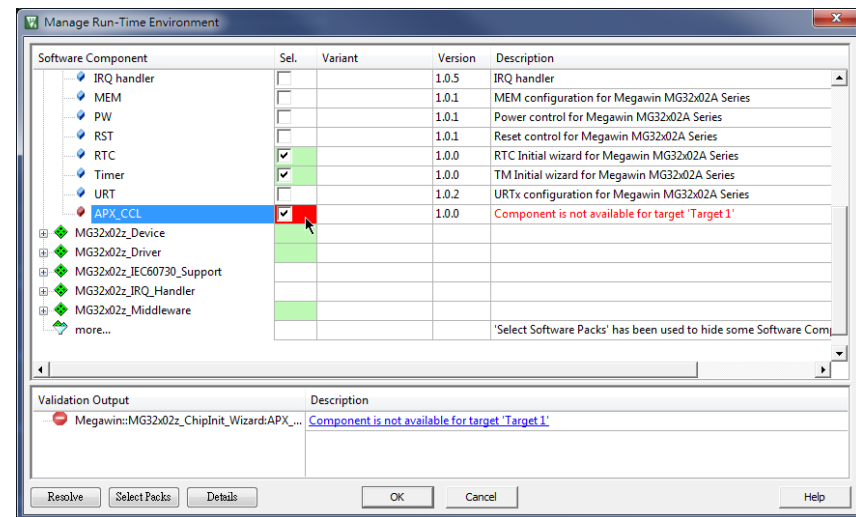 Manage Run-Time Environment
Software Component Sel. Variant Version Description
IRQ handler 1.0.5 IRQ handler
MEM 1.0.1 MEM configuration for Megawin MG32x02A Series
PW 1.0.1 Power control for Megawin MG32x02A Series
RST 1.0.1 Reset control for Megawin MG32x02A Series
RTC 1.0.0 RTC Initial wizard for Megawin MG32x02A Series
Timer 1.0.0 TM Initial wizard for Megawin MG32x02A Series
URT 1.0.2 URTx configuration for Megawin MG32x02A Series
APX_CCL 1.0.0 Component is not available for target 'Target 1'
MG32x02z_Device
MG32x02z_Driver
MG32x02z_IEC60730_Support
MG32x02z_IRQ_Handler
MG32x02z_Middleware
more... 'Select Software Packs' has been used to hide some Software Com
Validation Output Description
Megawin::MG32x02z_ChipInit_Wizard:APX_... Component is not available for target 'Target 1'
Resolve Select Packs Details OK Cancel Help